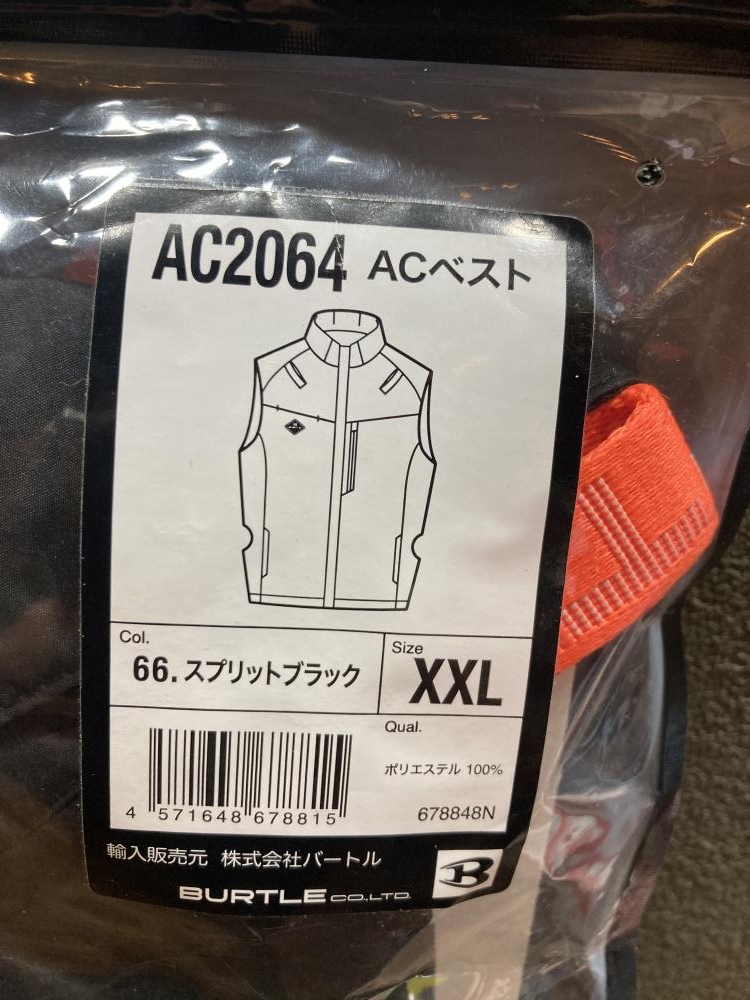 AC2064 ACベスト
Col.
66.スプリットブラック
Size
XXL
Qual.
ポリエステル 100%
4 571648 678815
678848N
輸入販売元 株式会社バートル
BURTLE CO.,LTD.
B